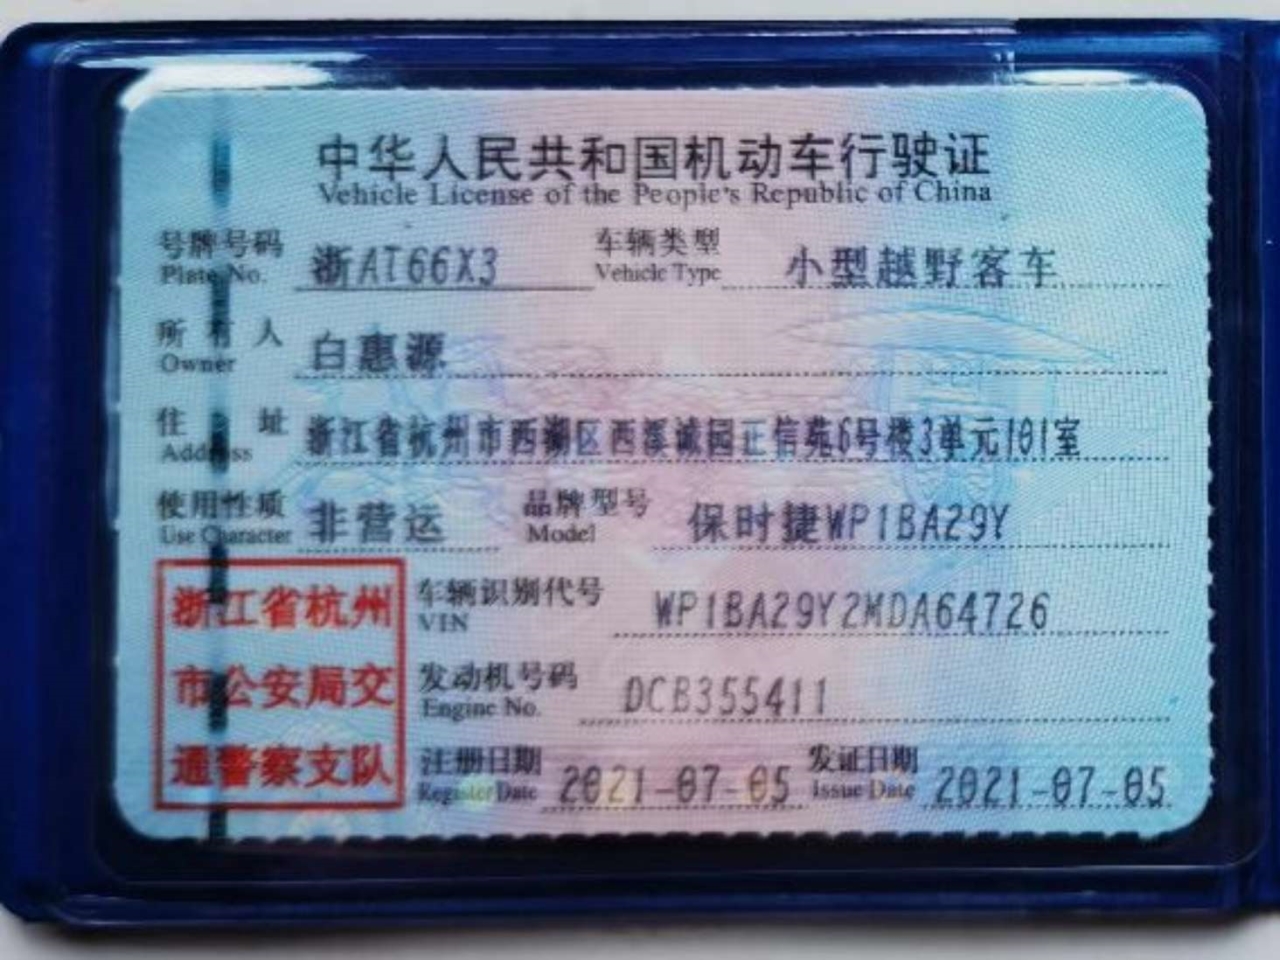 中华人民共和国机动车行驶证
Vehicle License of the People's Republic of China
号牌号码 浙AT66X3 车辆类型 小型越野客车
Plate No. Vehicle Type
所有人 白惠源
Owner
住址 浙江省杭州市西湖区西溪诚园正信苑6号楼3单元101室
Address
使用性质 非营运 品牌型号 保时捷WP1BA29Y
Use Character Model
浙江省杭州
市公安局交
通警察支队
车辆识别代号 WP1BA29Y2MDA64726
VIN
发动机号码 DCB355411
Engine No.
注册日期 2021-07-05 发证日期 2021-07-05
Register Date Issue Date